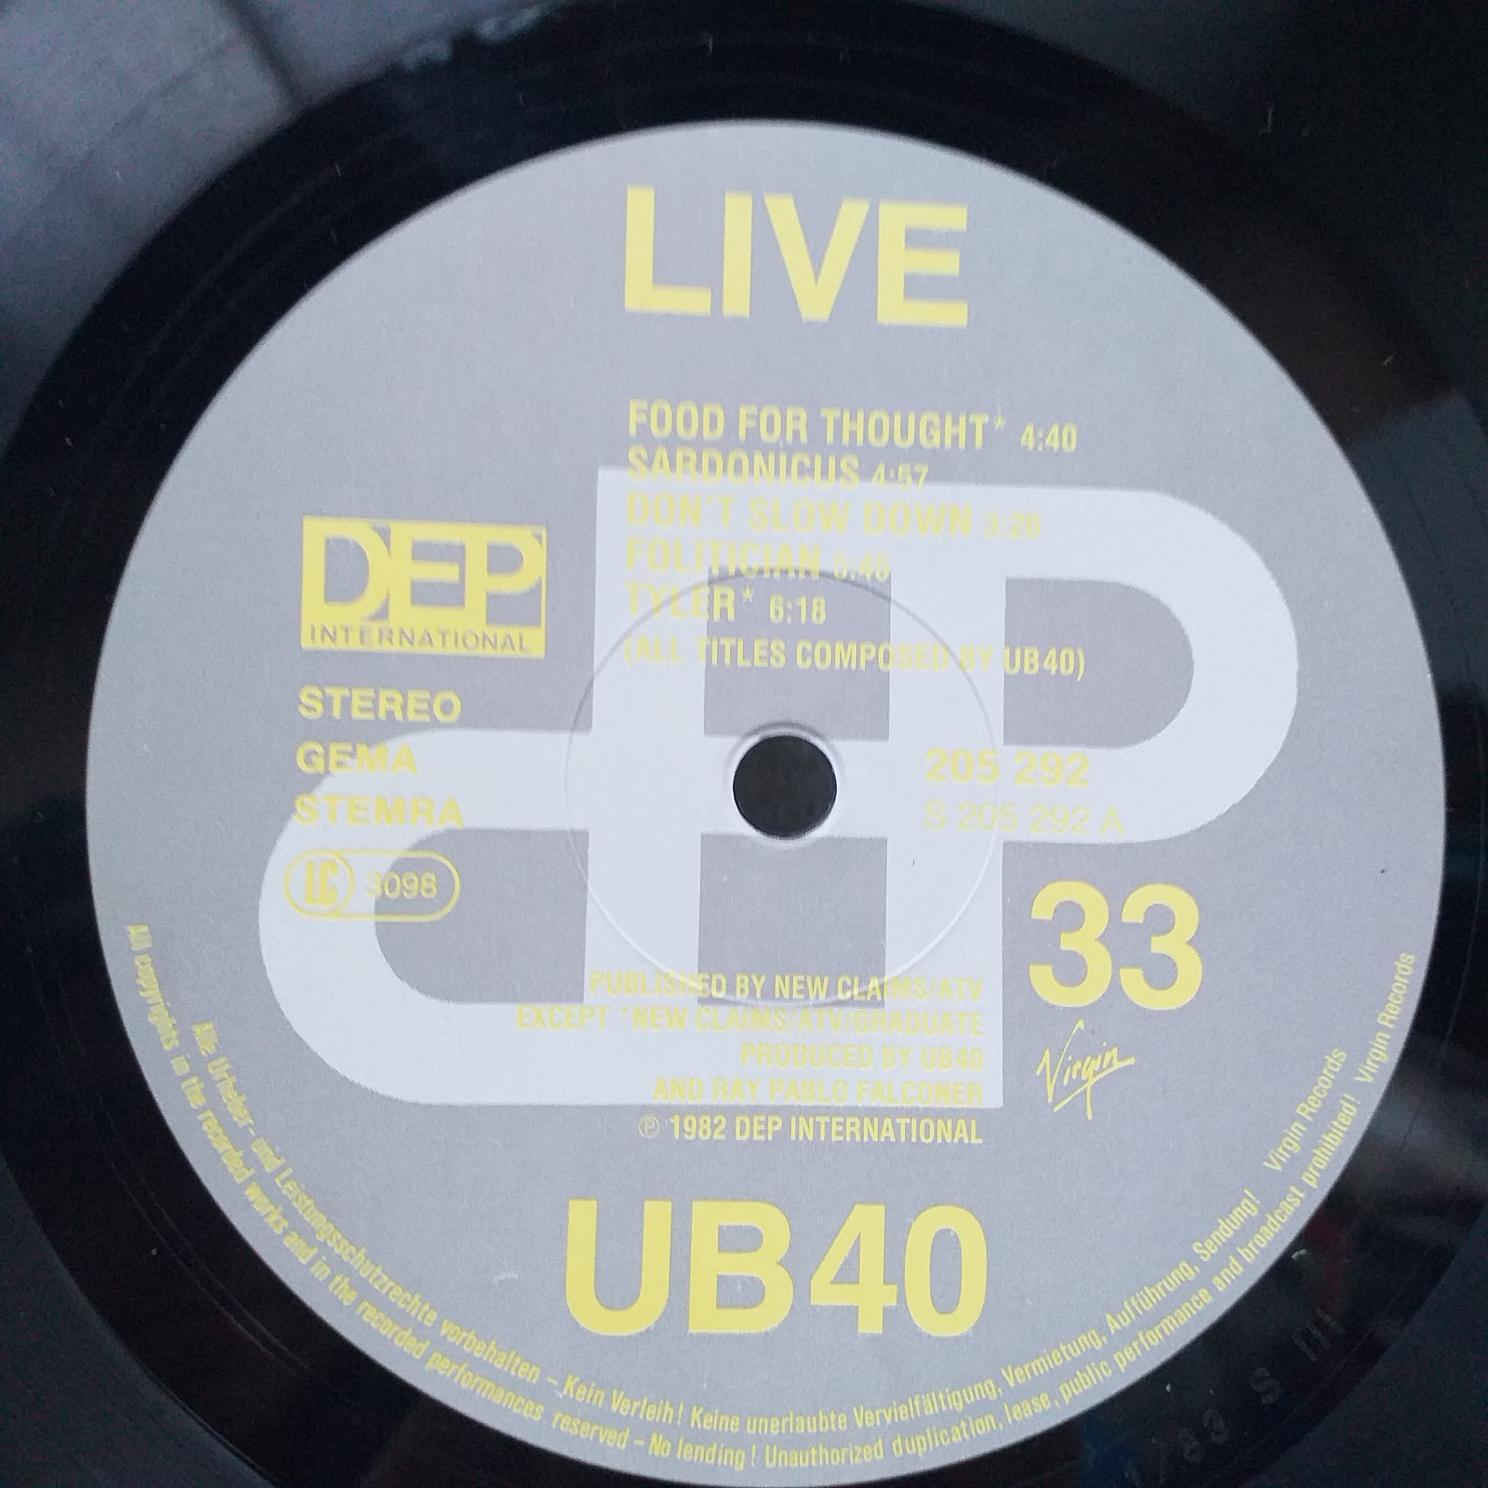 LIVE
FOOD FOR THOUGHT* 4:40
SARDONICUS 4:57
DON'T SLOW DOWN 3:20
FOLITICIAN
TYLER* 6:18
(ALL TITLES COMPOSED BY UB40)
DEP
INTERNATIONAL
STEREO
GEMA
STEMRA
LC 3098
205 292
S 205 292 A
33
Virgin
PUBLISHED BY NEW CLAIMS/ATV
EXCEPT *NEW CLAIMS/ATV/GRADUATE
PRODUCED BY UB40
AND RAY PABLO FALCONER
℗ 1982 DEP INTERNATIONAL
UB40
Alle Urheber- und Leistungsschutzrechte vorbehalten – Kein Verleih! Keine unerlaubte Vervielfältigung, Vermietung, Aufführung, Sendung! Virgin Records
All copyrights in the recorded works and in the recorded performances reserved – No lending! Unauthorized duplication, lease, public performance and broadcast prohibited! Virgin Records